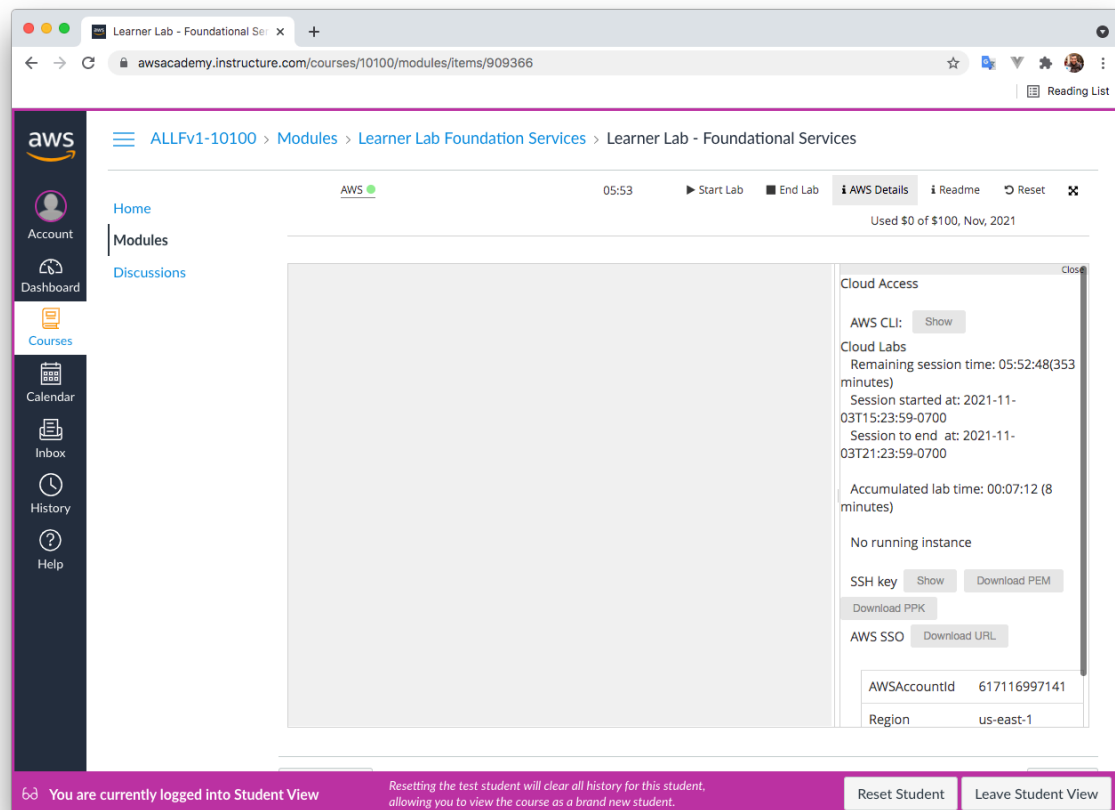 Learner Lab - Foundational Ser
awsacademy.instructure.com/courses/10100/modules/items/909366
Reading List
aws
ALLFv1-10100 > Modules > Learner Lab Foundation Services > Learner Lab - Foundational Services
Account
Dashboard
Courses
Calendar
Inbox
History
Help
Home
Modules
Discussions
AWS 05:53 Start Lab End Lab AWS Details Readme Reset
Used $0 of $100, Nov, 2021
Close
Cloud Access
AWS CLI: Show
Cloud Labs
Remaining session time: 05:52:48(353
minutes)
Session started at: 2021-11-
03T15:23:59-0700
Session to end at: 2021-11-
03T21:23:59-0700
Accumulated lab time: 00:07:12 (8
minutes)
No running instance
SSH key Show Download PEM
Download PPK
AWS SSO Download URL
AWSAccountId 617116997141
Region us-east-1
You are currently logged into Student View
Resetting the test student will clear all history for this student,
allowing you to view the course as a brand new student.
Reset Student Leave Student View